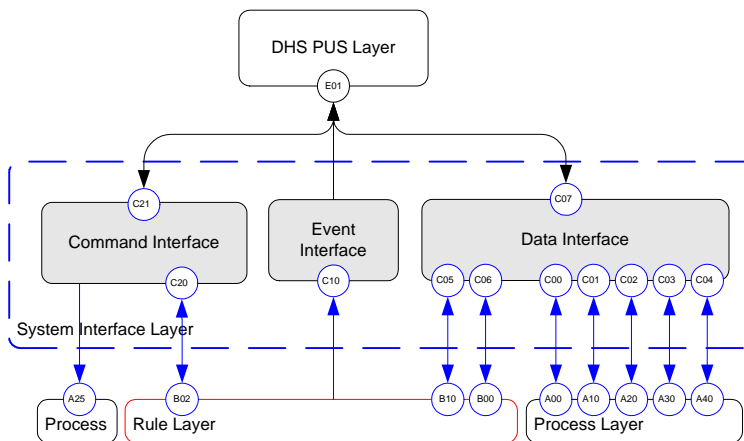 DHS PUS Layer
E01
C21
C07
Command Interface
Event
Interface
Data Interface
C20
C10
C05
C06
C00
C01
C02
C03
C04
System Interface Layer
A25
B02
B10
B00
A00
A10
A20
A30
A40
Process
Rule Layer
Process Layer